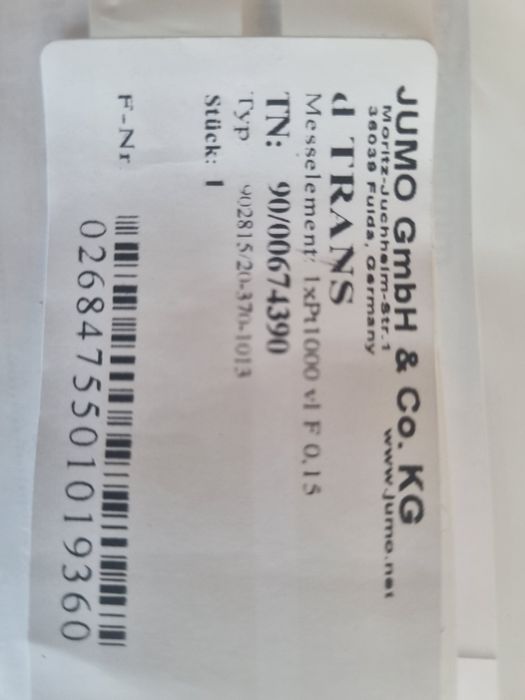 JUMO GmbH & Co. KG
Moritz-Juchheim-Str.1
36039 Fulda, Germany
www.jumo.net
d TRANS
Messelement/ 1xPt1000 vl F 0,15
TN: 90/00674390
Typ 902815/20-370-1013
Stück: 1
F-Nr
0268475501019360